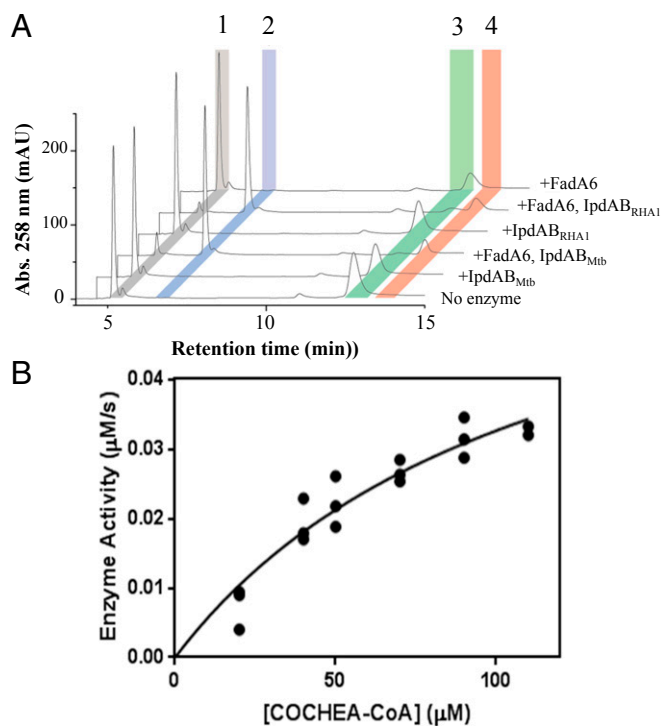 A
1 2 3 4
Abs. 258 nm (mAU)
200
100
0
+FadA6
+FadA6, IpdAB_RHA1
+IpdAB_RHA1
+FadA6, IpdAB_Mtb
+IpdAB_Mtb
No enzyme
5 10 15
Retention time (min))
B
Enzyme Activity (µM/s)
0.04
0.03
0.02
0.01
0.00
0 50 100
[COCHEA-CoA] (µM)